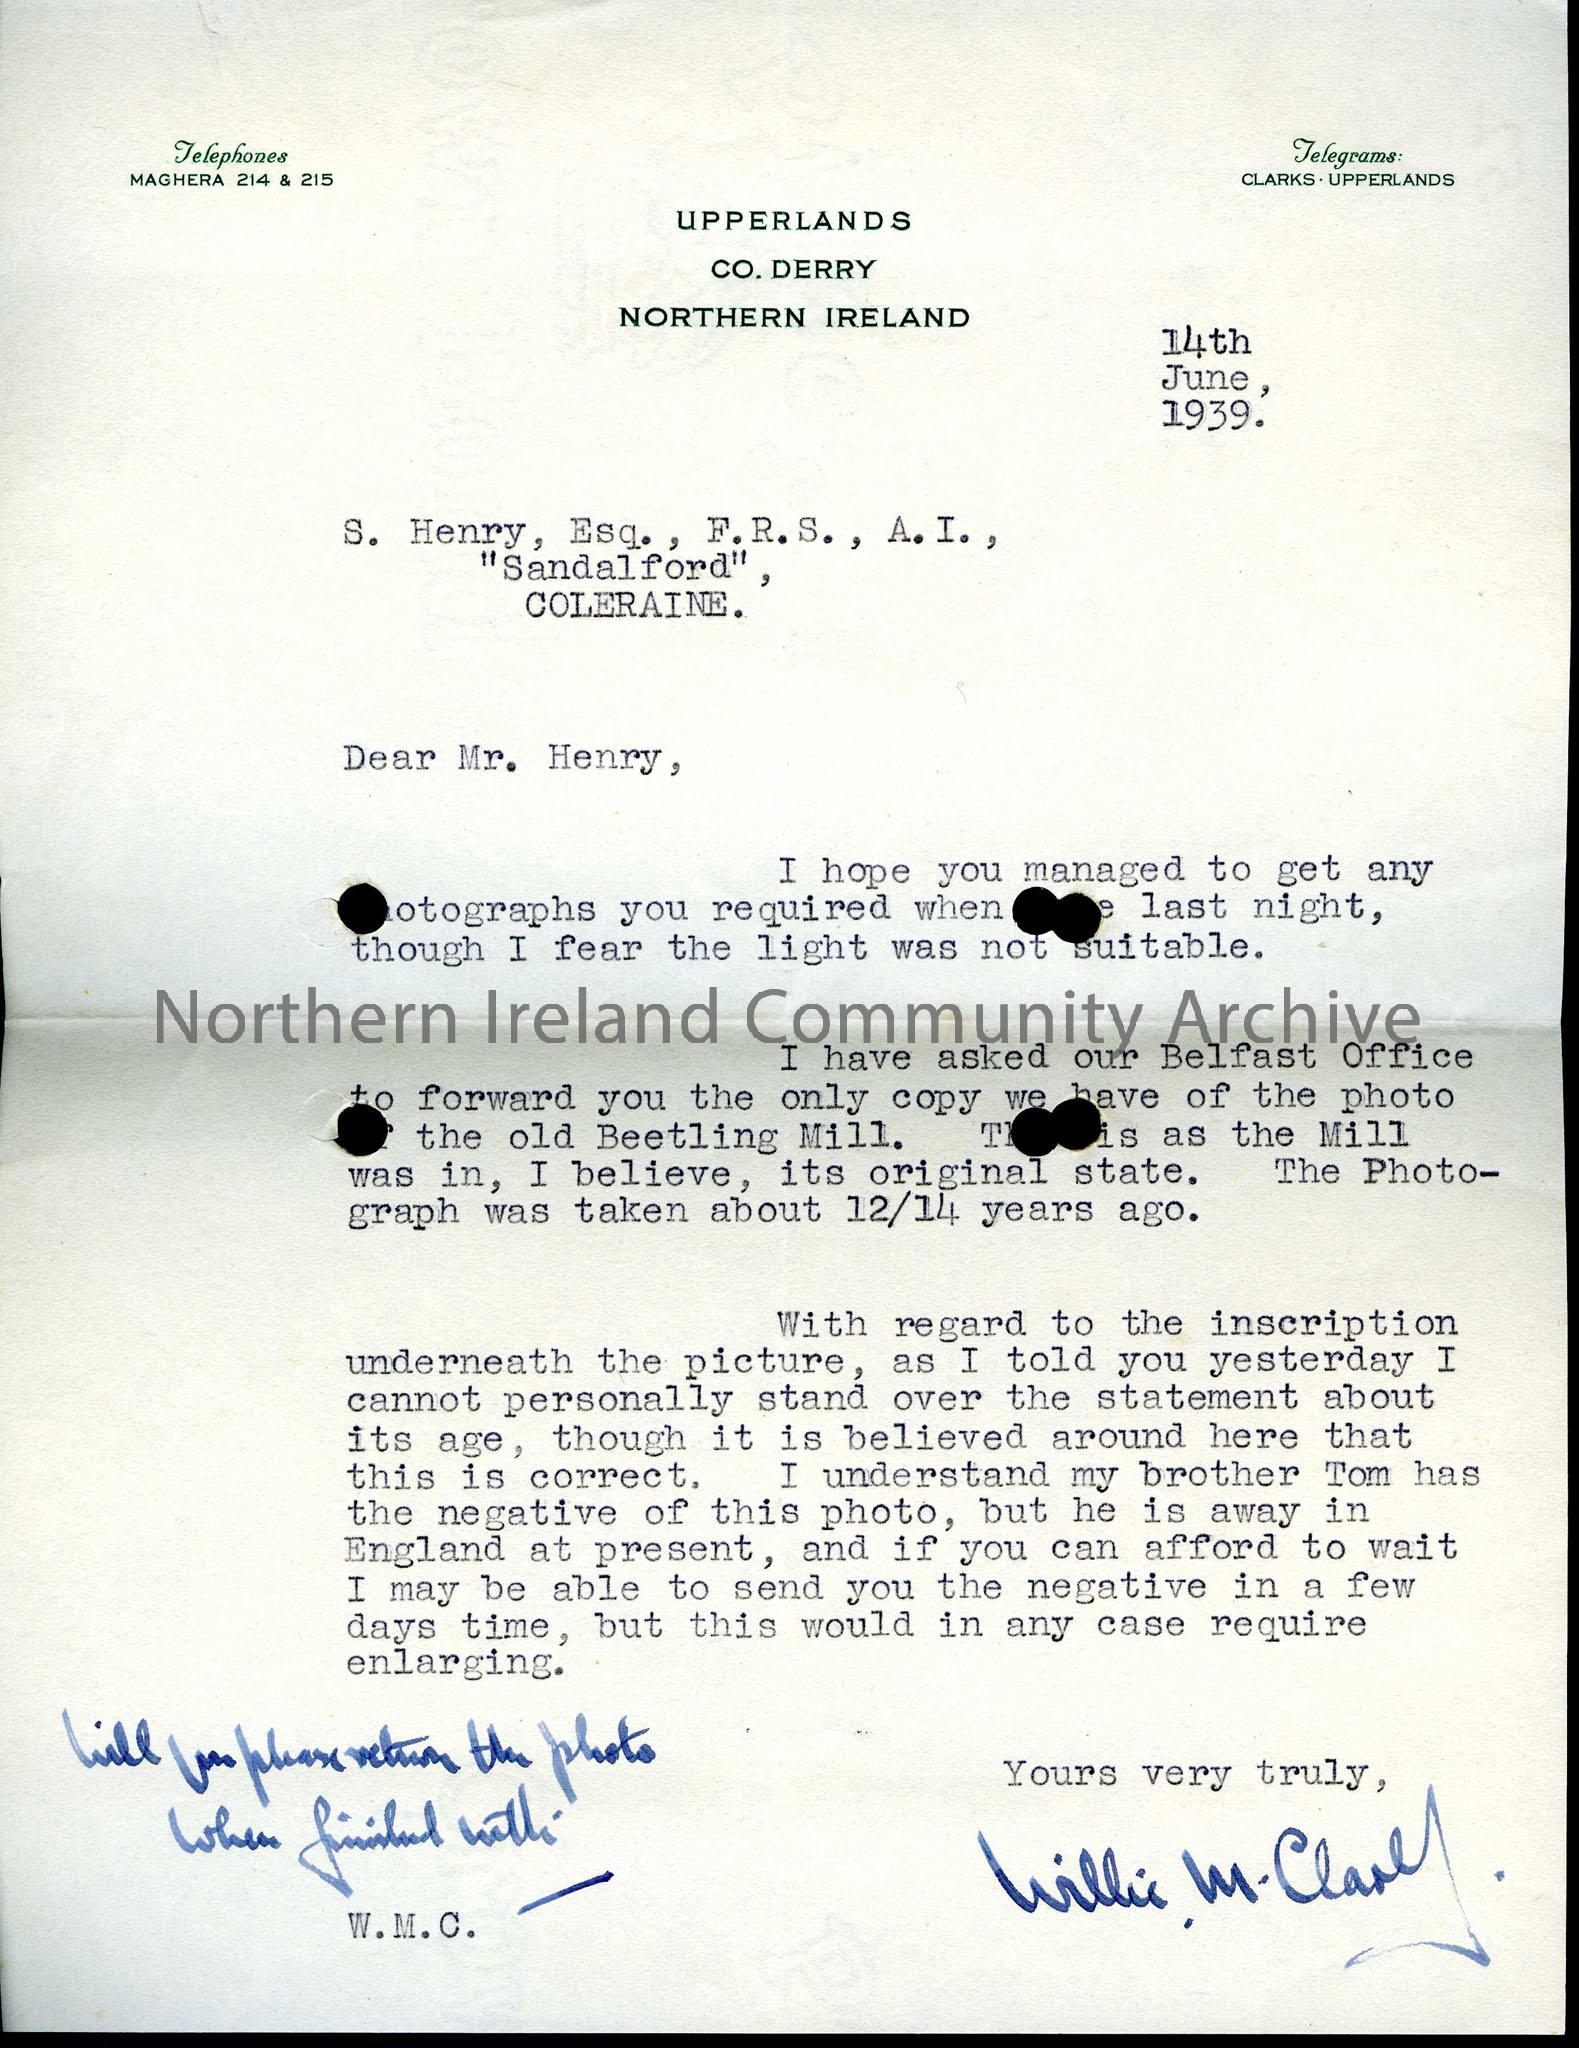 Telephones
MAGHERA 214 & 215
Telegrams:
CLARKS · UPPERLANDS
UPPERLANDS
CO. DERRY
NORTHERN IRELAND
14th
June,
1939.
S. Henry, Esq., F.R.S., A.I.,
"Sandalford",
COLERAINE.
Dear Mr. Henry,
I hope you managed to get any
otographs you required when e last night,
though I fear the light was not suitable.
Northern Ireland Community Archive
I have asked our Belfast Office
to forward you the only copy we have of the photo
f the old Beetling Mill. Th is as the Mill
was in, I believe, its original state. The Photo-
graph was taken about 12/14 years ago.
With regard to the inscription
underneath the picture, as I told you yesterday I
cannot personally stand over the statement about
its age, though it is believed around here that
this is correct. I understand my brother Tom has
the negative of this photo, but he is away in
England at present, and if you can afford to wait
I may be able to send you the negative in a few
days time, but this would in any case require
enlarging.
Will you please return the photo
when finished with.
Yours very truly,
Willie M. Clark.
W.M.C.